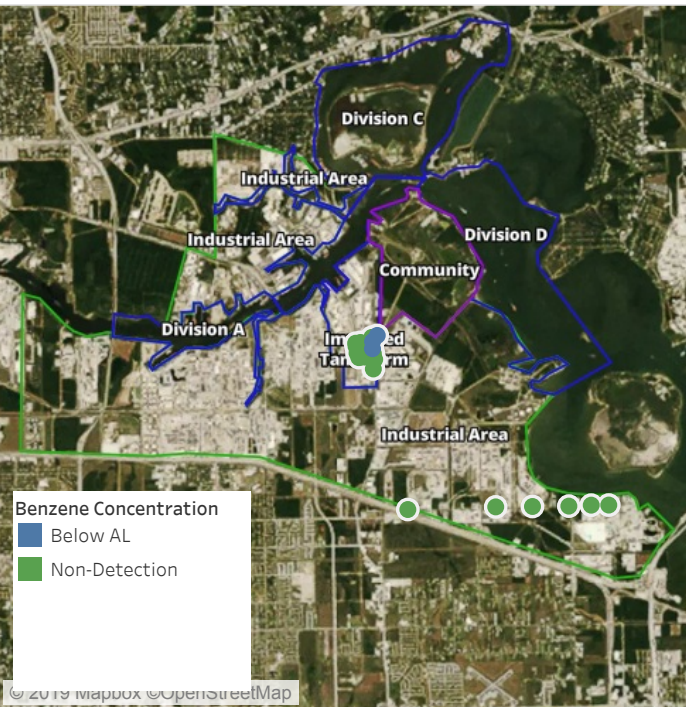 Division C
Industrial Area
Division D
Industrial Area
Community
Division A
Industrial Area
Benzene Concentration
Below AL
Non-Detection
© 2019 Mapbox ©OpenStreetMap